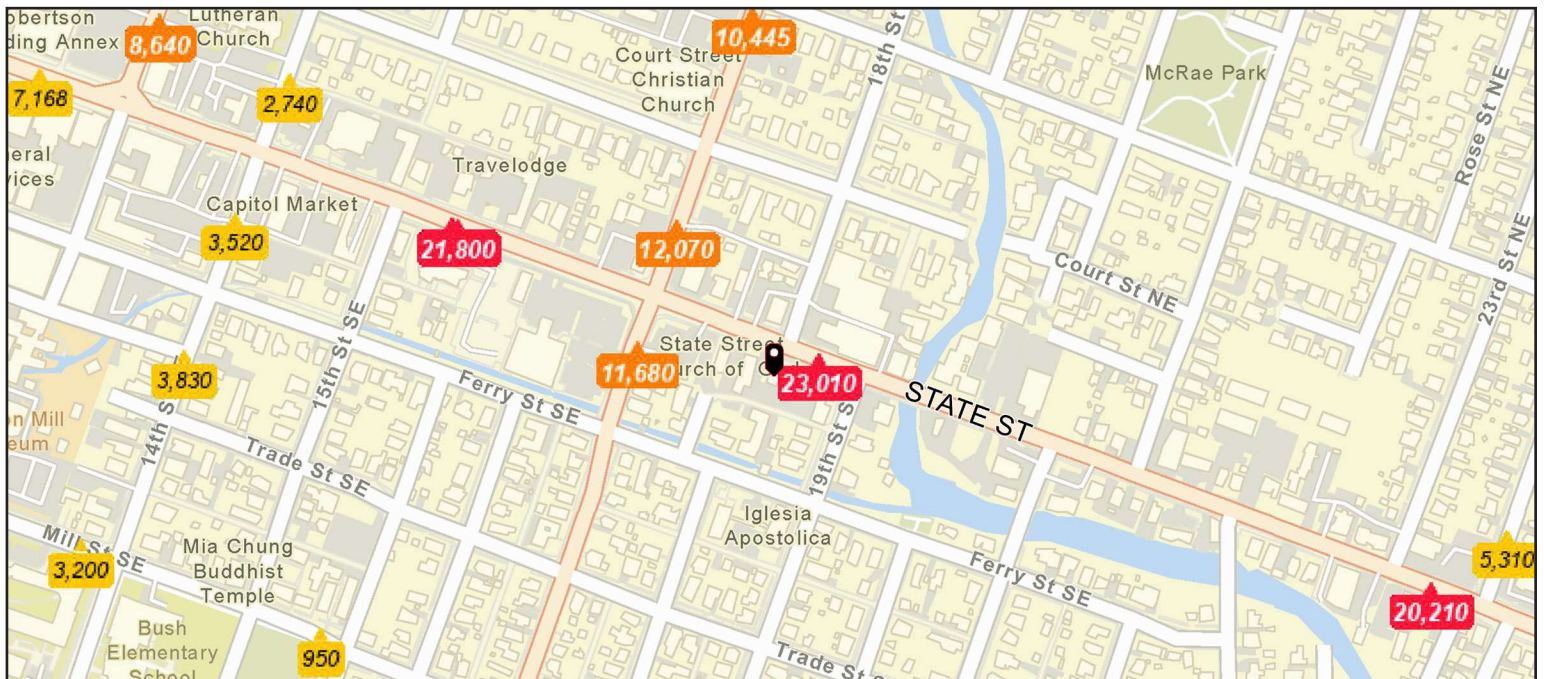 obertson
ding Annex
8,640
Lutheran
Church
10,445
Court Street
Christian
Church
18th St
McRae Park
Rose St NE
7,168
2,740
eral
vices
Travelodge
Capitol Market
3,520
21,800
12,070
Court St NE
23rd St NE
15th St SE
State Street
urch of
11,680
23,010
STATE ST
3,830
Ferry St SE
on Mill
eum
14th S
Trade St SE
19th St S
Iglesia
Apostolica
Mill St SE
3,200
Mia Chung
Buddhist
Temple
Ferry St SE
5,310
20,210
Bush
Elementary
School
950
Trade St S